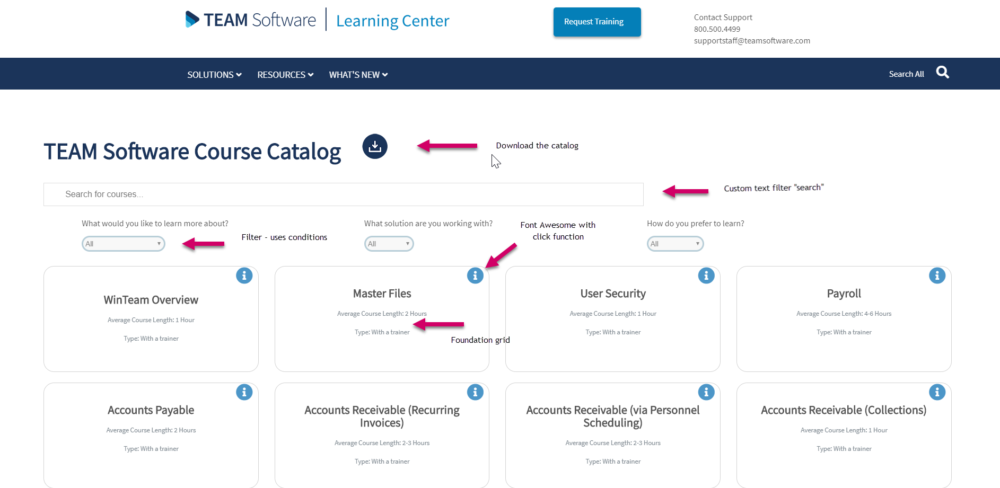 TEAM Software | Learning Center
Request Training
Contact Support
800.500.4499
supportstaff@teamsoftware.com
SOLUTIONS
RESOURCES
WHAT'S NEW
Search All
TEAM Software Course Catalog
Download the catalog
Search for courses...
Custom text filter "search"
What would you like to learn more about?
All
Filter - uses conditions
What solution are you working with?
All
Font Awesome with
click function
How do you prefer to learn?
All
WinTeam Overview
Average Course Length: 1 Hour
Type: With a trainer
Master Files
Average Course Length: 2 Hours
Type: With a trainer
Foundation grid
User Security
Average Course Length: 1 Hour
Type: With a trainer
Payroll
Average Course Length: 4-6 Hours
Type: With a trainer
Accounts Payable
Average Course Length: 2 Hours
Type: With a trainer
Accounts Receivable (Recurring
Invoices)
Average Course Length: 2-3 Hours
Type: With a trainer
Accounts Receivable (via Personnel
Scheduling)
Average Course Length: 2-3 Hours
Type: With a trainer
Accounts Receivable (Collections)
Average Course Length: 1 Hour
Type: With a trainer